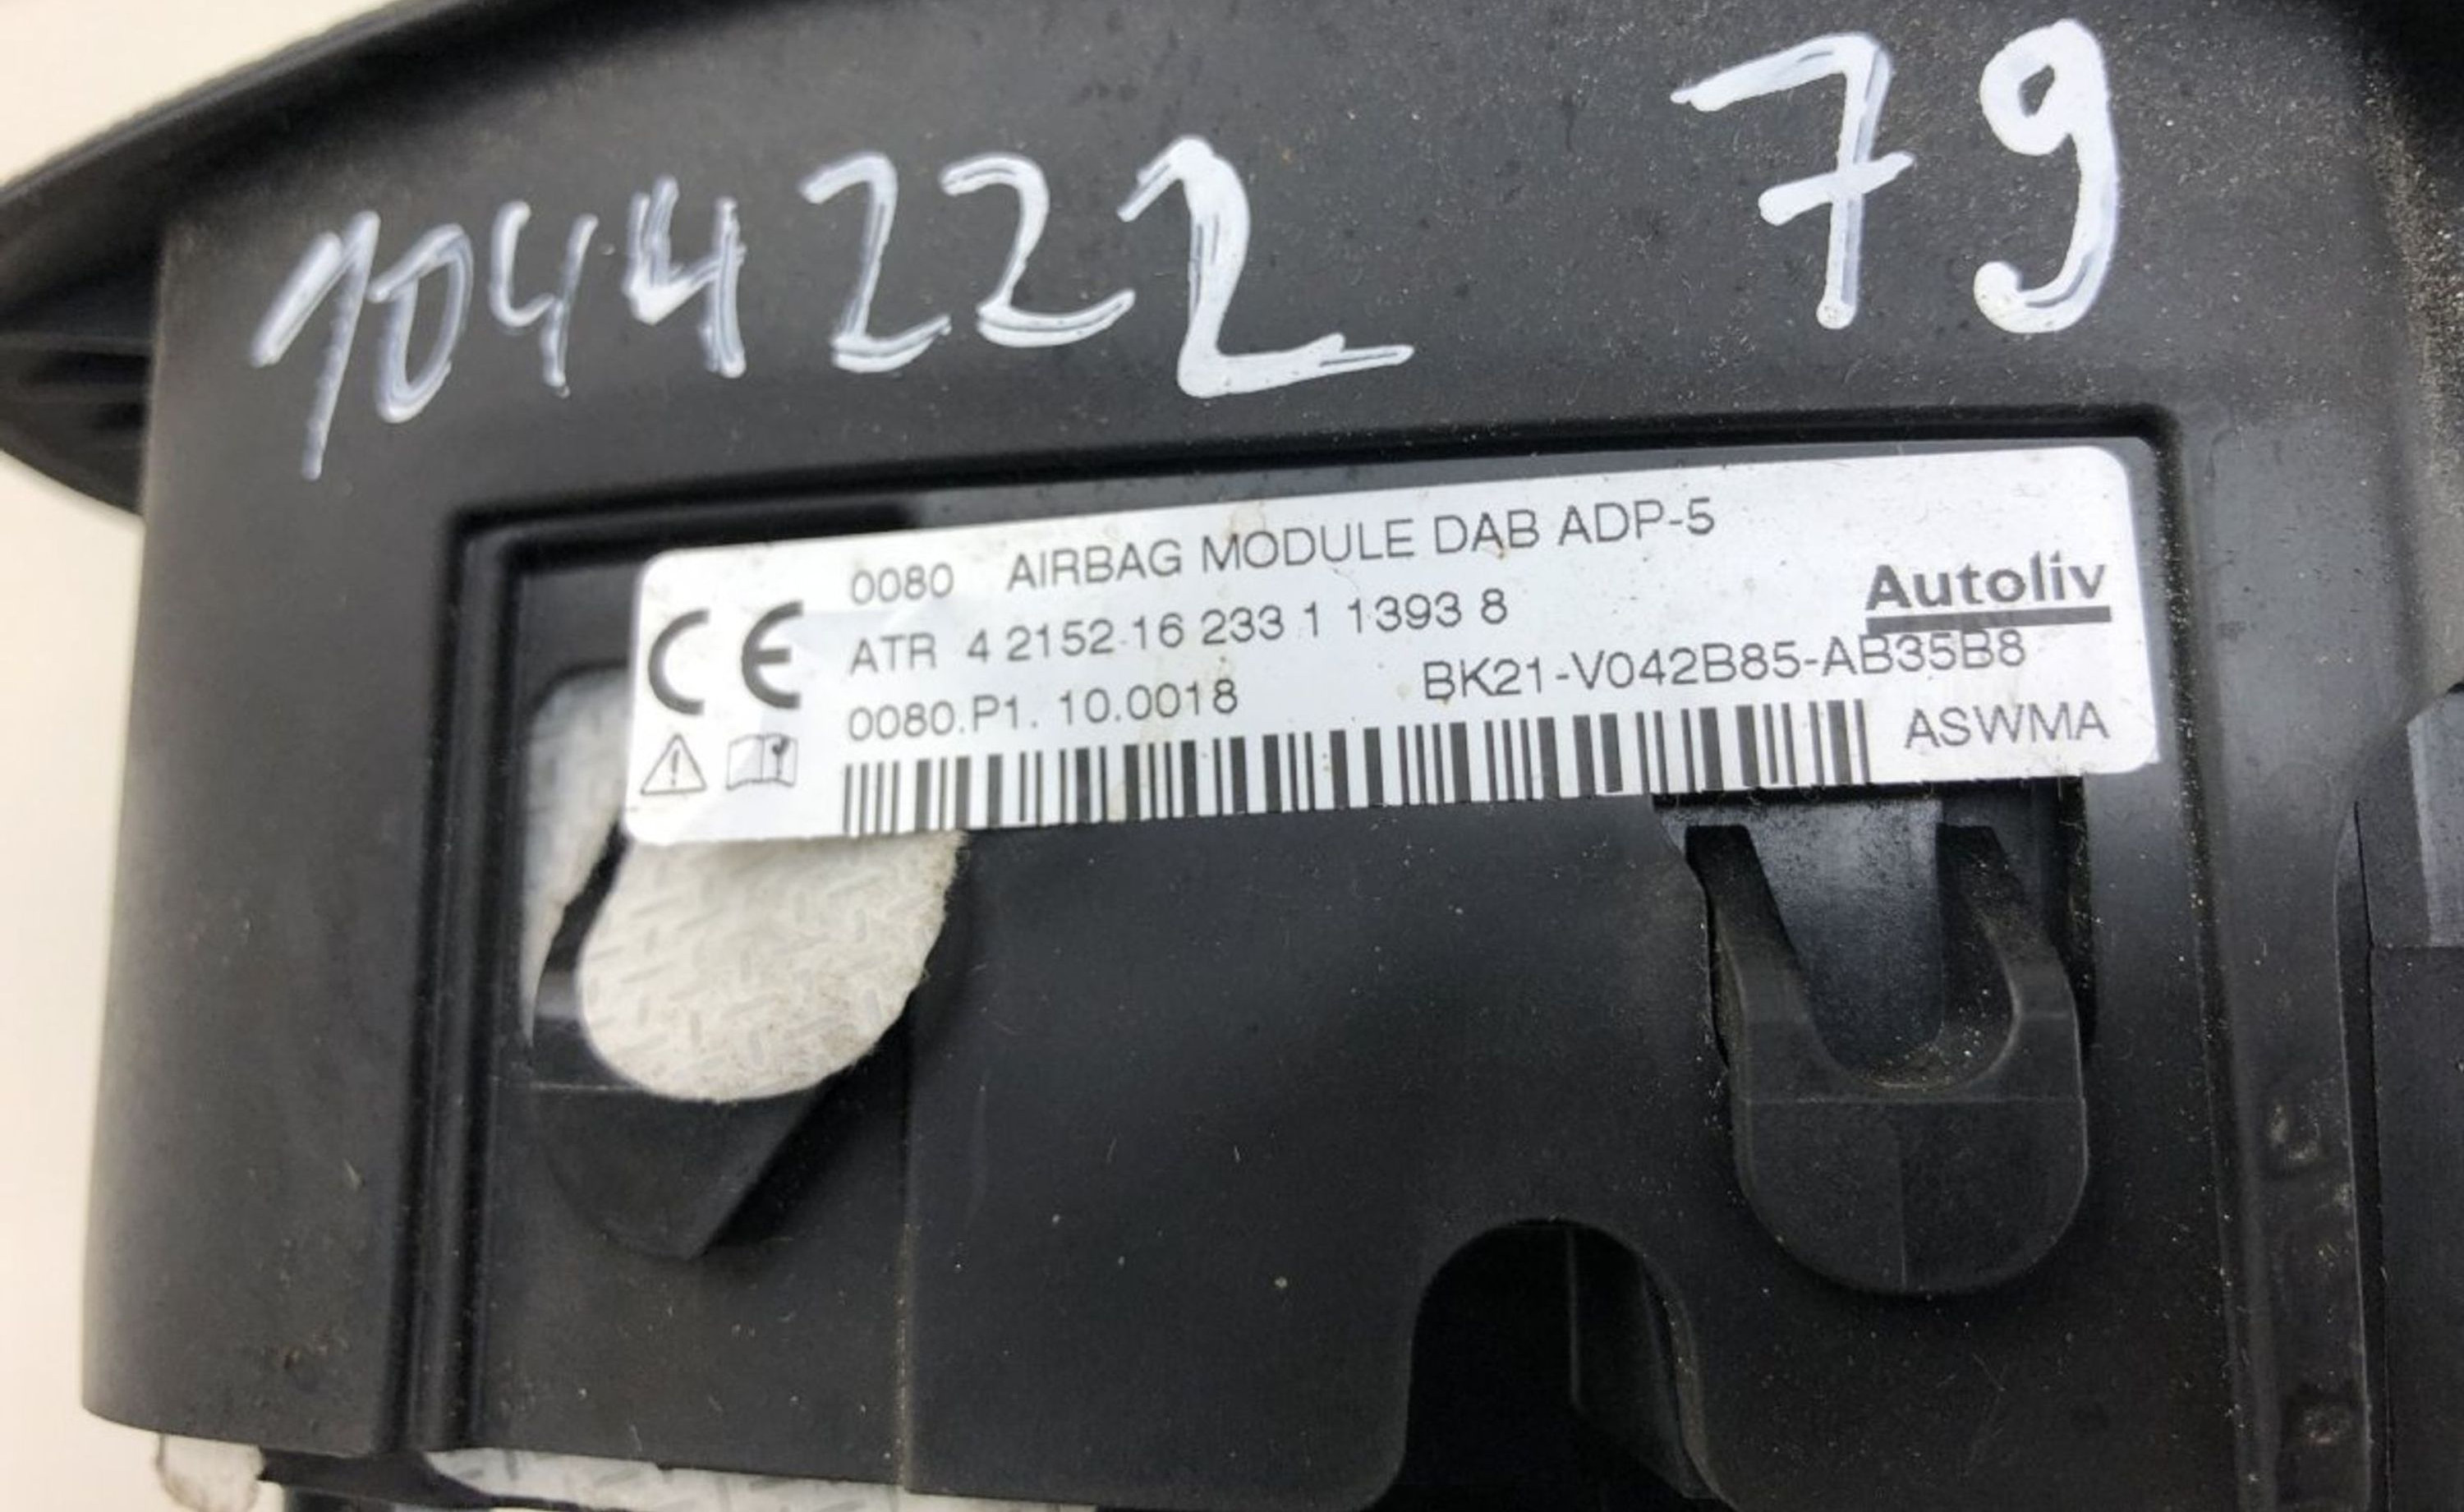 1044222 79
0080 AIRBAG MODULE DAB ADP-5
Autoliv
ATR 4 2152 16 233 1 1393 8
0080.P1. 10.0018 BK21-V042B85-AB35B8
CE
ASWMA